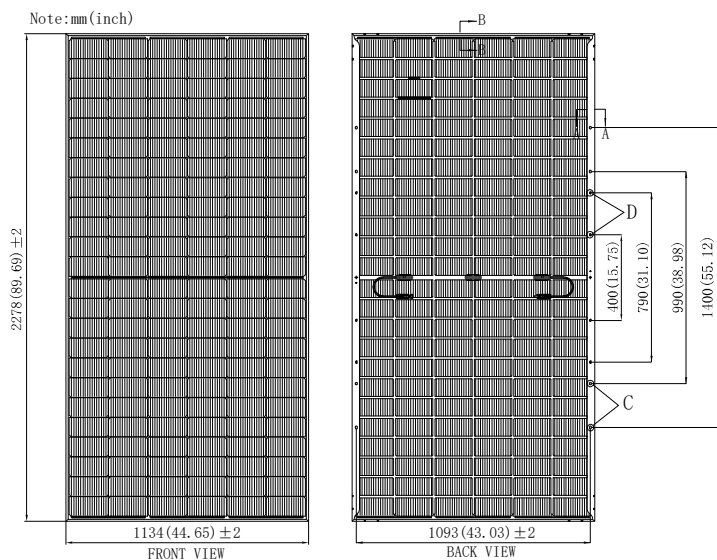 Note:mm(inch)
B
B
A
A
D
C
2278(89.69)±2
400(15.75)
790(31.10)
990(38.98)
1400(55.12)
1134(44.65)±2
1093(43.03)±2
FRONT VIEW
BACK VIEW